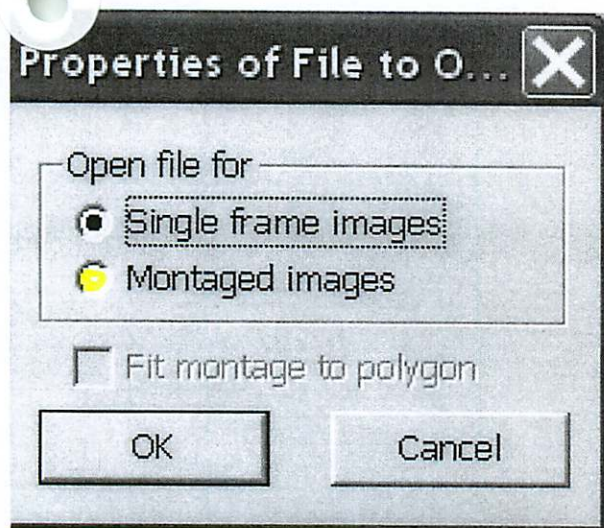 Properties of File to O...
Open file for
Single frame images
Montaged images
Fit montage to polygon
OK
Cancel